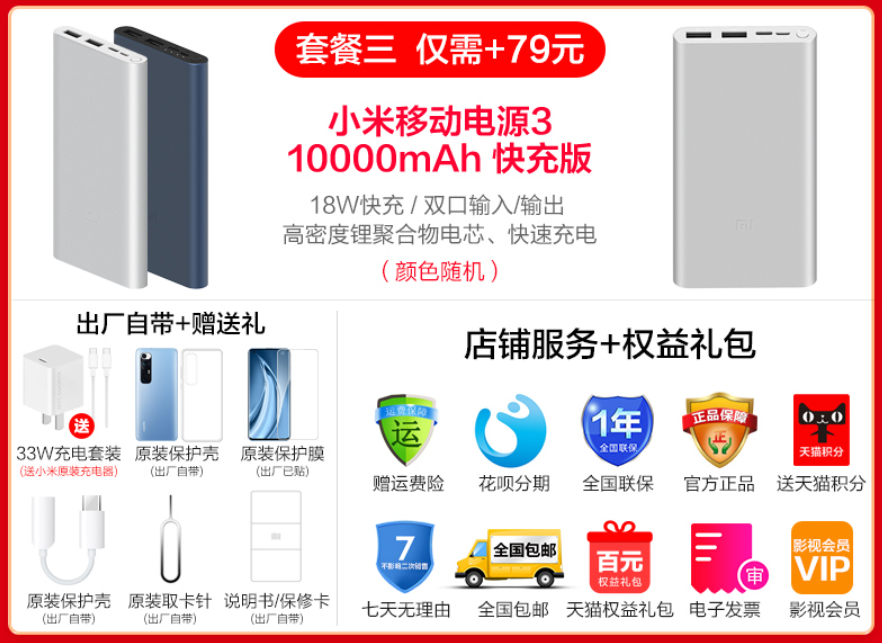 套餐三 仅需+79元
小米移动电源3
10000mAh 快充版
18W快充 / 双口输入/输出
高密度锂聚合物电芯、快速充电
（颜色随机）
出厂自带+赠送礼
送
33W充电套装
(送小米原装充电器)
原装保护壳
(出厂自带)
原装保护膜
(出厂已贴)
原装保护壳
(出厂自带)
原装取卡针
(出厂自带)
说明书/保修卡
(出厂自带)
店铺服务+权益礼包
运费保障
运
赠运费险
花呗分期
1年
全国联保
全国联保
正品保障
正
官方正品
天猫积分
送天猫积分
7
不影响二次销售
七天无理由
全国包邮
全国包邮
百元
权益礼包
天猫权益礼包
审
电子发票
影视会员
VIP
影视会员